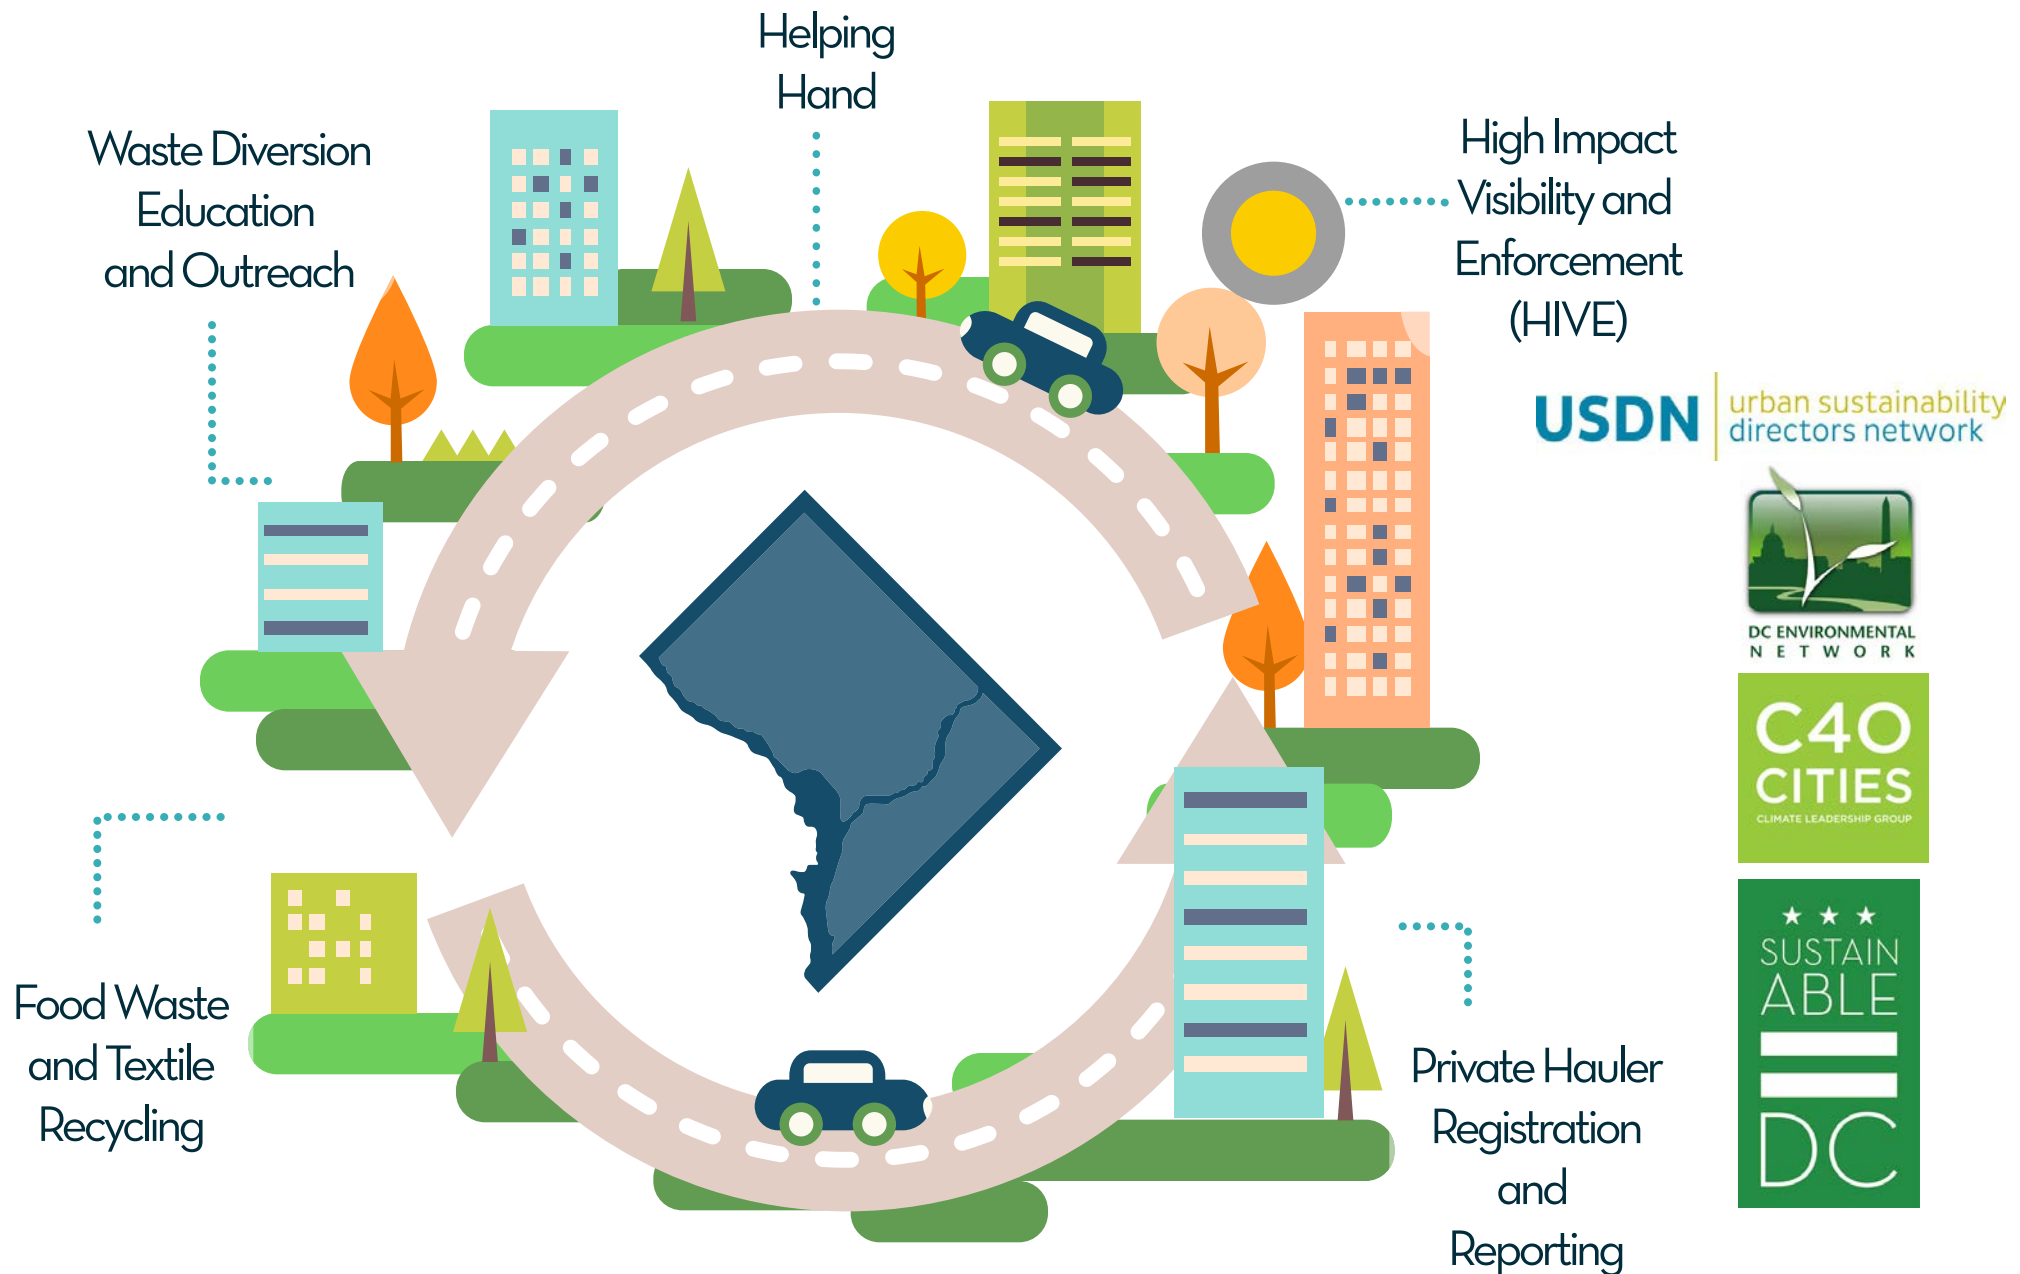 Helping
Hand
Waste Diversion
Education
and Outreach
High Impact
Visibility and
Enforcement
(HIVE)
USDN
urban sustainability
directors network
DC ENVIRONMENTAL
NETWORK
C40
CITIES
CLIMATE LEADERSHIP GROUP
SUSTAIN
ABLE
DC
Food Waste
and Textile
Recycling
Private Hauler
Registration
and
Reporting